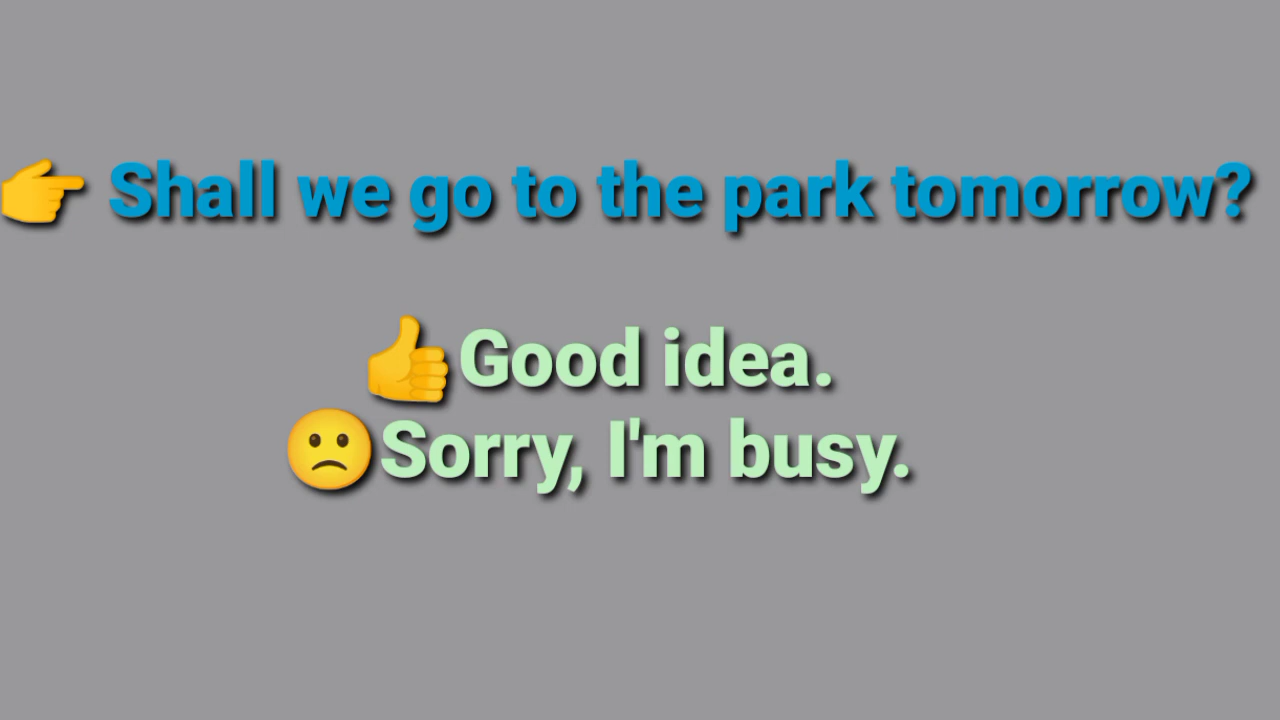 👉 Shall we go to the park tomorrow?
👍Good idea.
🙁Sorry, I'm busy.